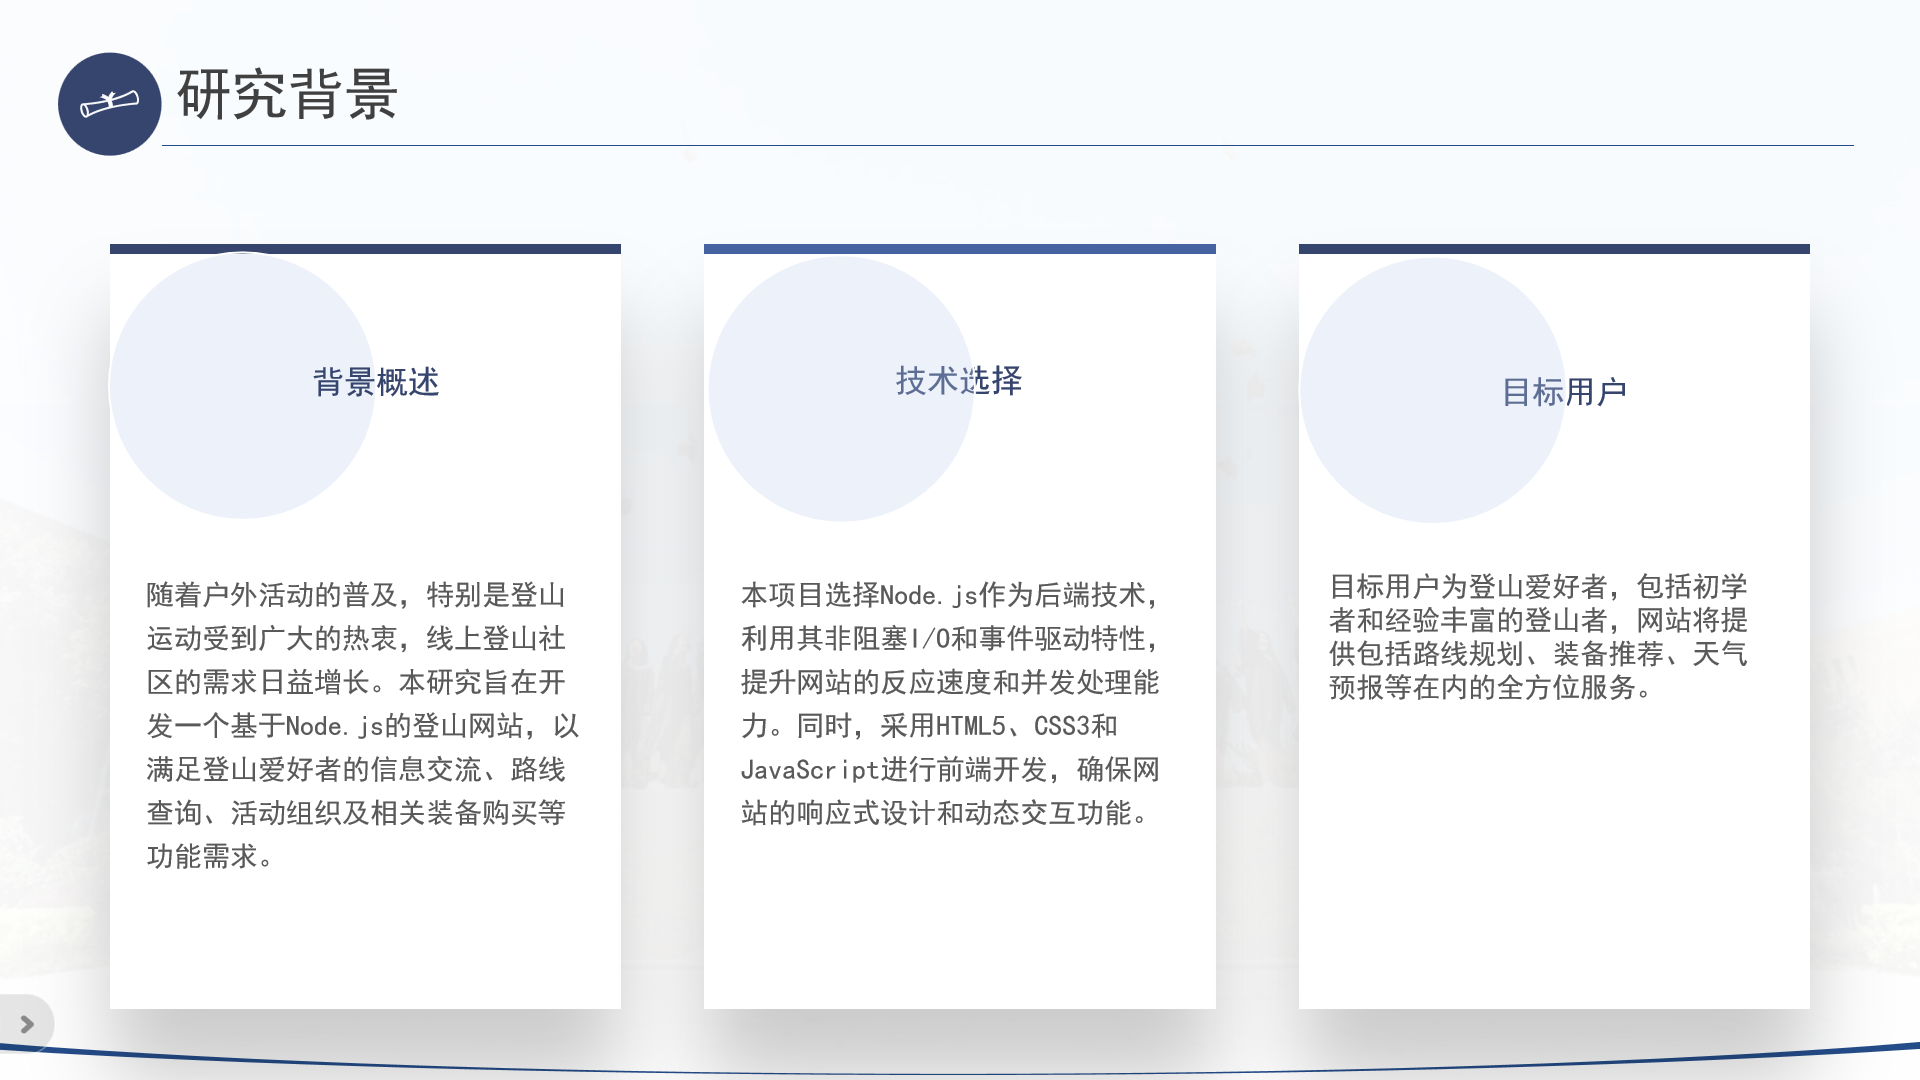 研究背景
背景概述
随着户外活动的普及，特别是登山
运动受到广大的热衷，线上登山社
区的需求日益增长。本研究旨在开
发一个基于Node.js的登山网站，以
满足登山爱好者的信息交流、路线
查询、活动组织及相关装备购买等
功能需求。
技术选择
本项目选择Node.js作为后端技术，
利用其非阻塞I/O和事件驱动特性，
提升网站的反应速度和并发处理能
力。同时，采用HTML5、CSS3和
JavaScript进行前端开发，确保网
站的响应式设计和动态交互功能。
目标用户
目标用户为登山爱好者，包括初学
者和经验丰富的登山者，网站将提
供包括路线规划、装备推荐、天气
预报等在内的全方位服务。